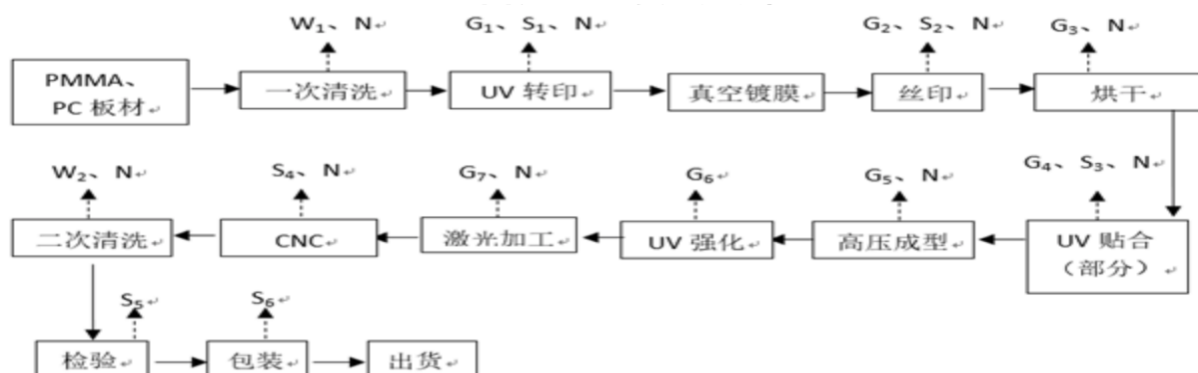 W₁、N
G₁、S₁、N
G₂、S₂、N
G₃、N
PMMA、
PC 板材
一次清洗
UV 转印
真空镀膜
丝印
烘干
W₂、N
S₄、N
G₇、N
G₆
G₅、N
G₄、S₃、N
二次清洗
CNC
激光加工
UV 强化
高压成型
UV 贴合
（部分）
S₅
S₆
检验
包装
出货